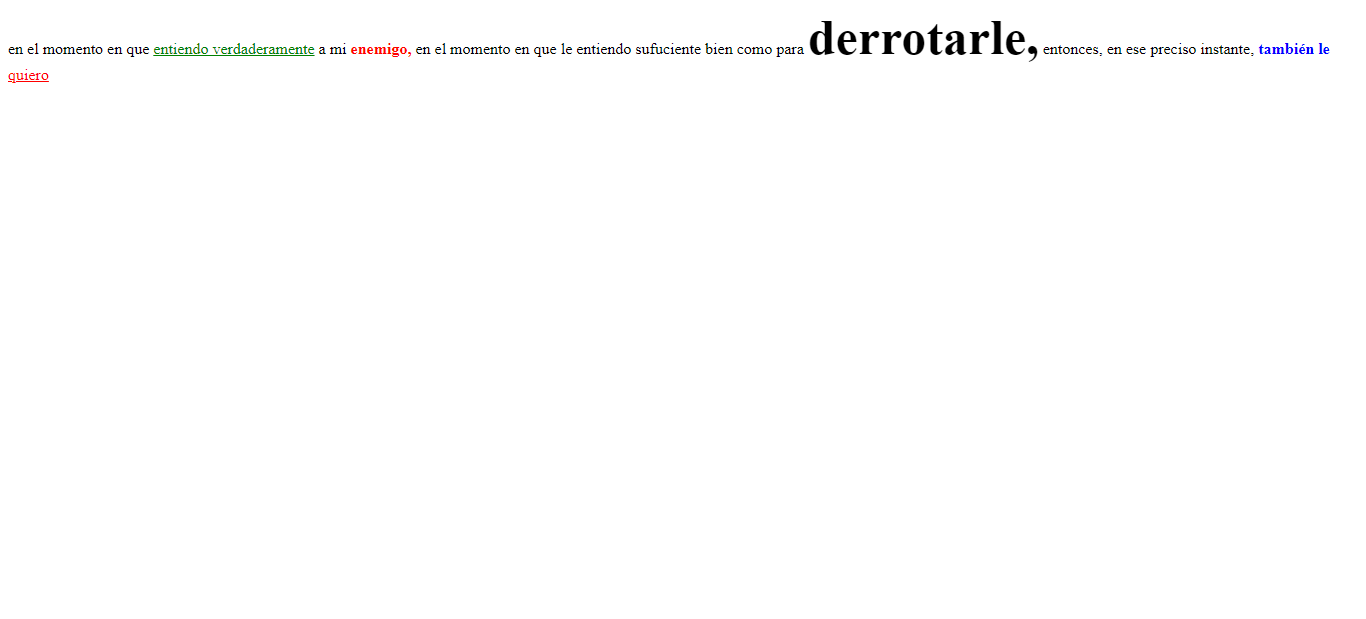 en el momento en que entiendo verdaderamente a mi enemigo, en el momento en que le entiendo sufuciente bien como para derrotarle, entonces, en ese preciso instante, también le
quiero